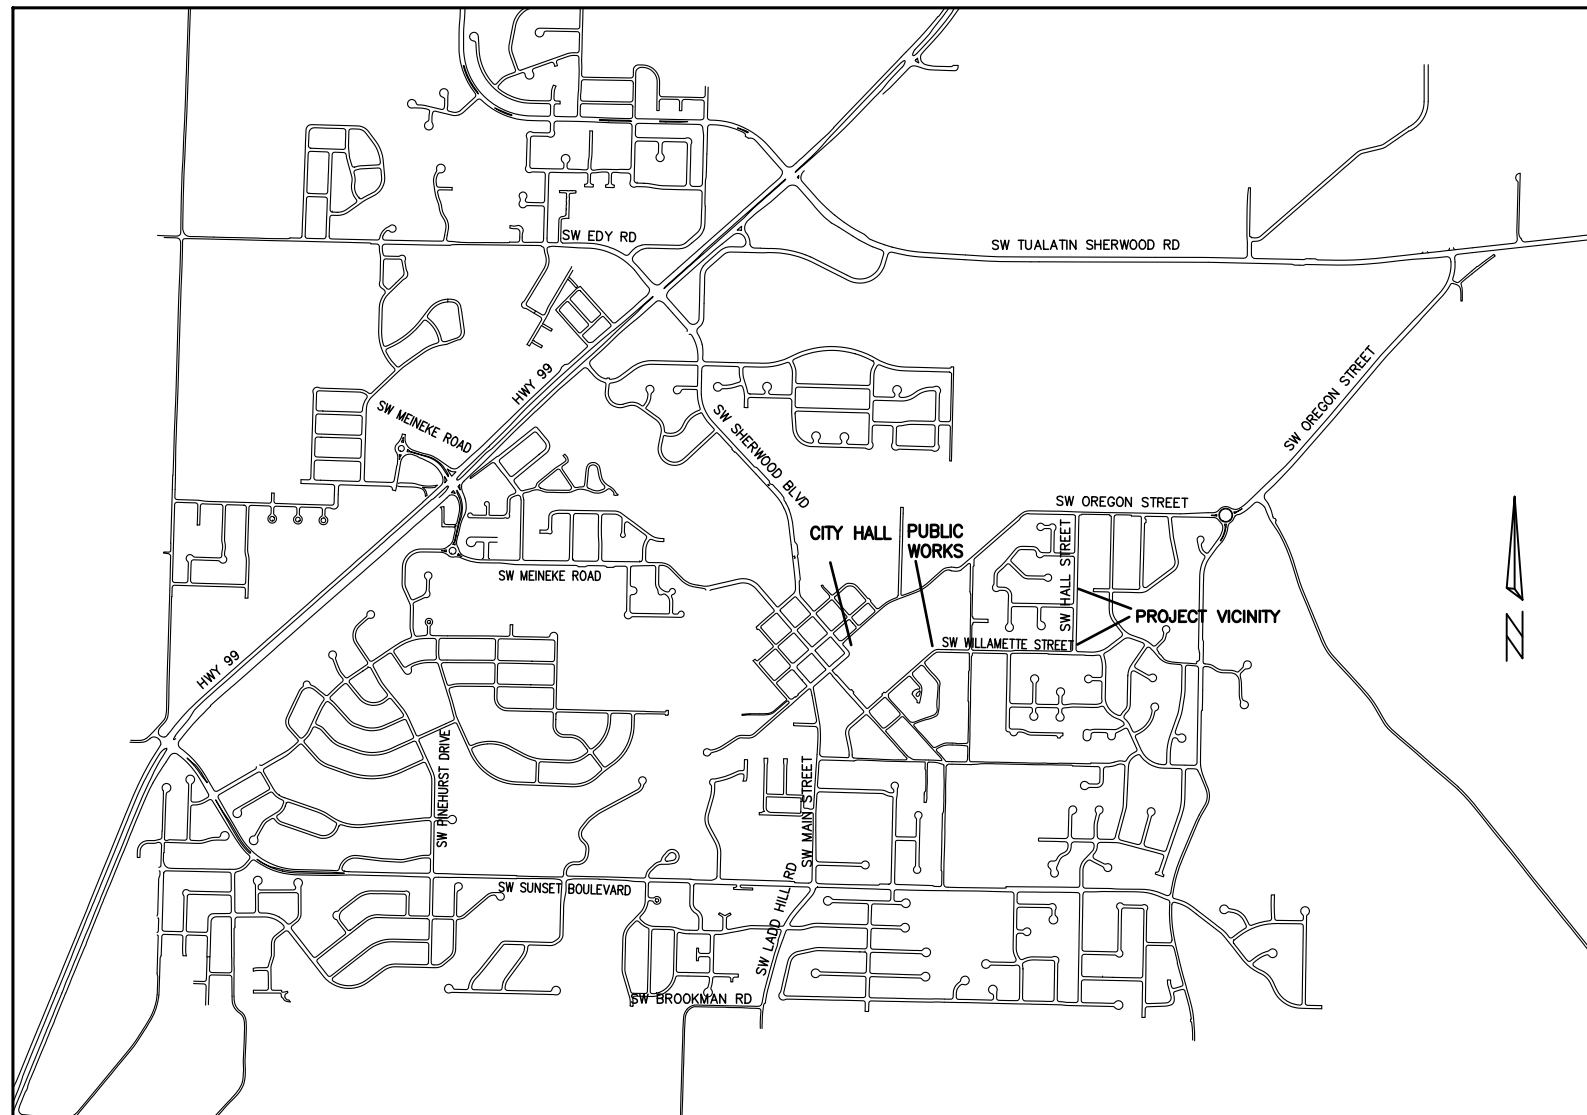 SW EDY RD
SW TUALATIN SHERWOOD RD
HWY 99
SW OREGON STREET
SW MEINEKE ROAD
SW SHERWOOD BLVD
SW OREGON STREET
CITY HALL
PUBLIC
WORKS
SW HALL STREET
SW MEINEKE ROAD
PROJECT VICINITY
SW WILLAMETTE STREET
HWY 99
SW PINEHURST DRIVE
SW MAIN STREET
SW SUNSET BOULEVARD
SW LADD HILL RD
SW BROOKMAN RD
N